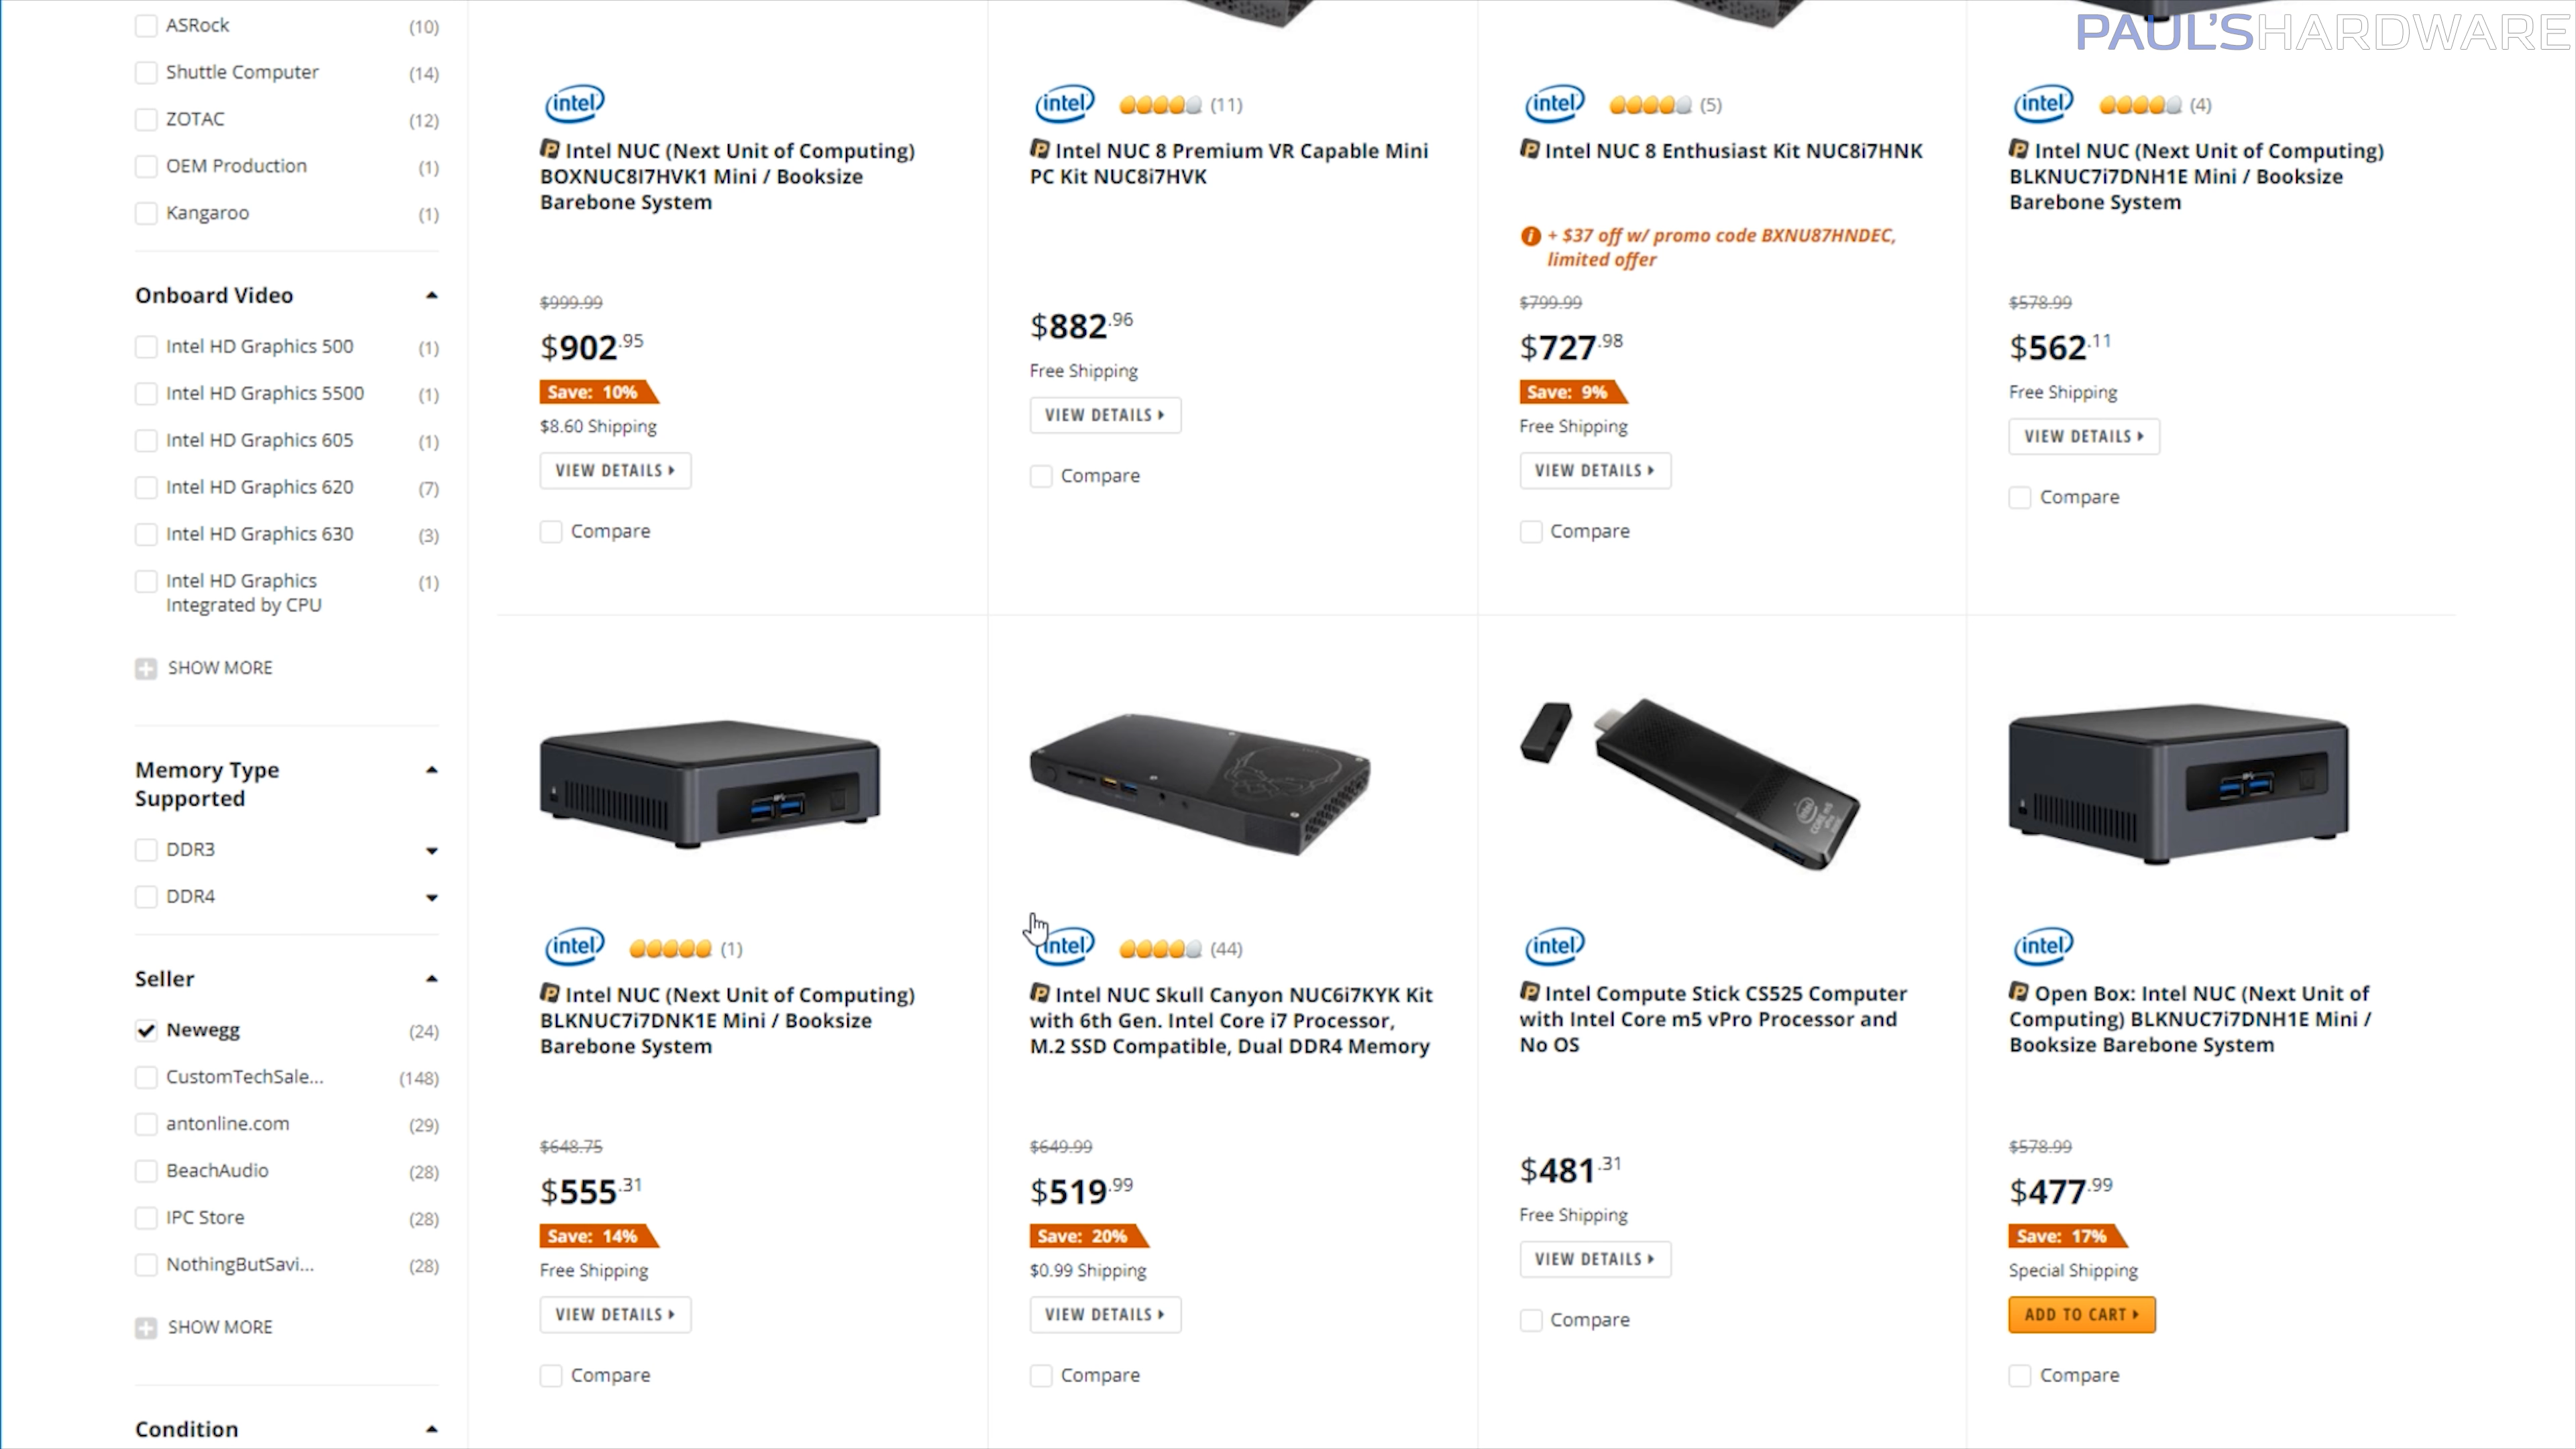 PAUL'SHARDWARE
ASRock (10)
Shuttle Computer (14)
ZOTAC (12)
OEM Production (1)
Kangaroo (1)
Onboard Video
Intel HD Graphics 500 (1)
Intel HD Graphics 5500 (1)
Intel HD Graphics 605 (1)
Intel HD Graphics 620 (7)
Intel HD Graphics 630 (3)
Intel HD Graphics (1)
Integrated by CPU
SHOW MORE
Memory Type
Supported
DDR3
DDR4
Seller
Newegg (24)
CustomTechSale... (148)
antonline.com (29)
BeachAudio (28)
IPC Store (28)
NothingButSavi... (28)
SHOW MORE
Condition
intel
Intel NUC (Next Unit of Computing)
BOXNUC8I7HVK1 Mini / Booksize
Barebone System
$999.99
$902.95
Save: 10%
$8.60 Shipping
VIEW DETAILS
Compare
intel (11)
Intel NUC 8 Premium VR Capable Mini
PC Kit NUC8i7HVK
$882.96
Free Shipping
VIEW DETAILS
Compare
intel (5)
Intel NUC 8 Enthusiast Kit NUC8i7HNK
+ $37 off w/ promo code BXNU87HNDEC,
limited offer
$799.99
$727.98
Save: 9%
Free Shipping
VIEW DETAILS
Compare
intel (4)
Intel NUC (Next Unit of Computing)
BLKNUC7i7DNH1E Mini / Booksize
Barebone System
$578.99
$562.11
Free Shipping
VIEW DETAILS
Compare
intel (1)
Intel NUC (Next Unit of Computing)
BLKNUC7i7DNK1E Mini / Booksize
Barebone System
$648.75
$555.31
Save: 14%
Free Shipping
VIEW DETAILS
Compare
intel (44)
Intel NUC Skull Canyon NUC6i7KYK Kit
with 6th Gen. Intel Core i7 Processor,
M.2 SSD Compatible, Dual DDR4 Memory
$649.99
$519.99
Save: 20%
$0.99 Shipping
VIEW DETAILS
Compare
intel
Intel Compute Stick CS525 Computer
with Intel Core m5 vPro Processor and
No OS
$481.31
Free Shipping
VIEW DETAILS
Compare
intel
Open Box: Intel NUC (Next Unit of
Computing) BLKNUC7i7DNH1E Mini /
Booksize Barebone System
$578.99
$477.99
Save: 17%
Special Shipping
ADD TO CART
Compare